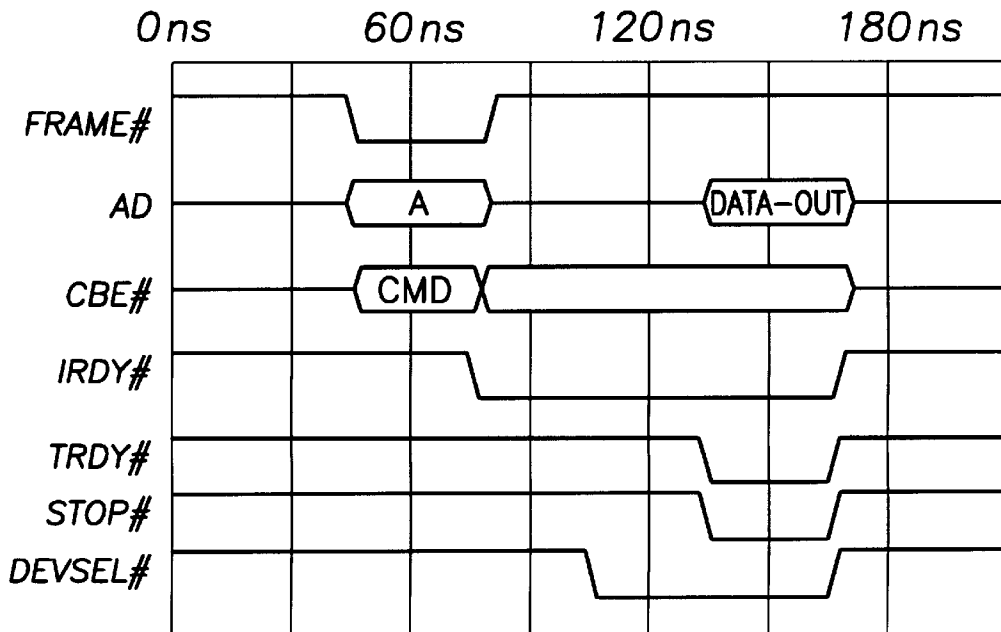 0ns 60ns 120ns 180ns
FRAME#
AD A DATA-OUT
CBE# CMD
IRDY#
TRDY#
STOP#
DEVSEL#